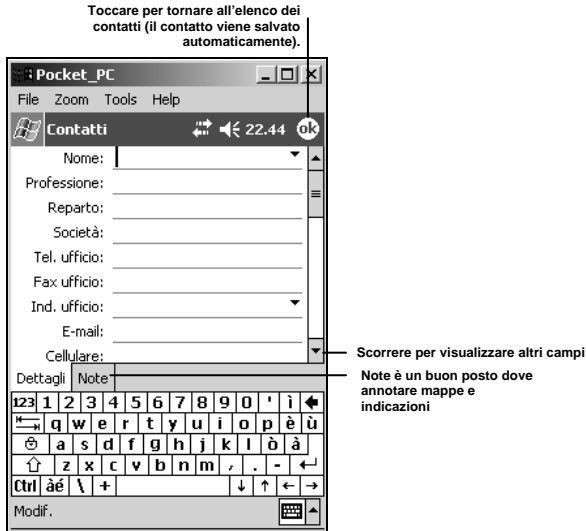 Toccare per tornare all'elenco dei
contatti (il contatto viene salvato
automaticamente).
Pocket_PC
File Zoom Tools Help
Contatti 22.44 ok
Nome:
Professione:
Reparto:
Società:
Tel. ufficio:
Fax ufficio:
Ind. ufficio:
E-mail:
Cellulare:
Scorrere per visualizzare altri campi
Dettagli Note
Note è un buon posto dove
annotare mappe e
indicazioni
123 1 2 3 4 5 6 7 8 9 0 ' ì
q w e r t y u i o p è ù
a s d f g h j k l ò à
z x c v b n m , . -
Ctrl àé \ +
Modif.